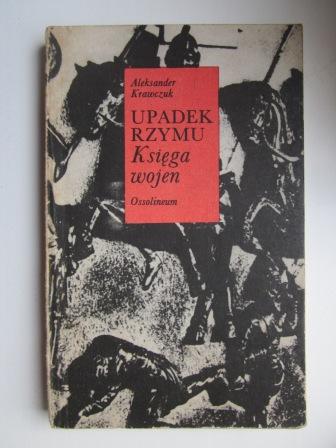 Aleksander
Krawczuk
UPADEK
RZYMU
Księga
wojen
Ossolineum